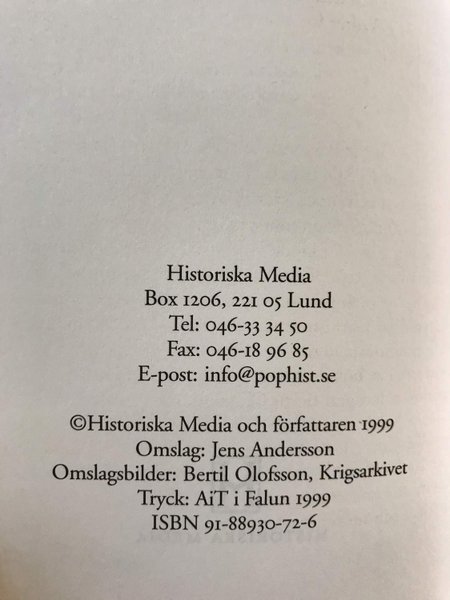 Historiska Media
Box 1206, 221 05 Lund
Tel: 046-33 34 50
Fax: 046-18 96 85
E-post: info@pophist.se
©Historiska Media och författaren 1999
Omslag: Jens Andersson
Omslagsbilder: Bertil Olofsson, Krigsarkivet
Tryck: AiT i Falun 1999
ISBN 91-88930-72-6